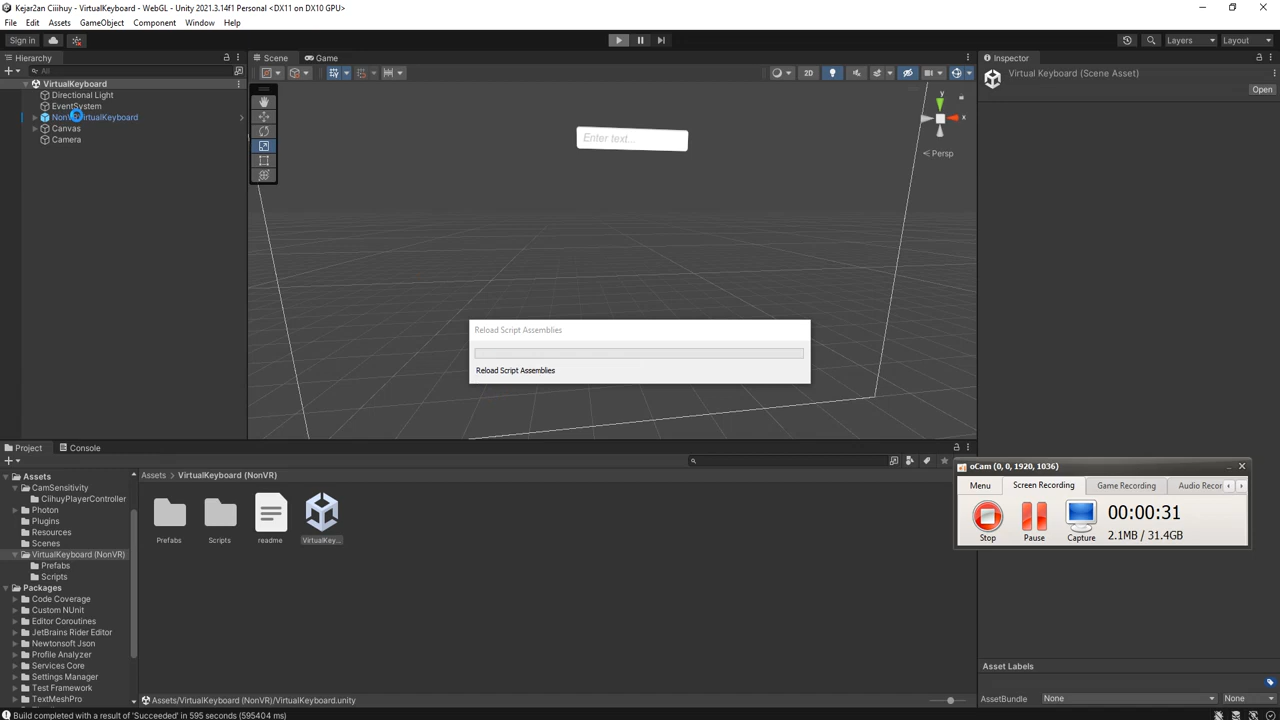 Kejar2an Ciiihuy - VirtualKeyboard - WebGL - Unity 2021.3.14f1 Personal <DX11 on DX10 GPU>
File Edit Assets GameObject Component Window Help
Sign in Layers Layout
Hierarchy Scene Game Inspector
All 2D
VirtualKeyboard
Directional Light
EventSystem
Canvas
Camera
Enter text...
y
x
Persp
Virtual Keyboard (Scene Asset)
Open
Reload Script Assemblies
Reload Script Assemblies
Project Console
Assets
CamSensitivity
CiihuyPlayerController
Photon
Plugins
Resources
Scenes
VirtualKeyboard (NonVR)
Prefabs
Scripts
Packages
Code Coverage
Custom NUnit
Editor Coroutines
JetBrains Rider Editor
Newtonsoft Json
Profile Analyzer
Services Core
Settings Manager
Test Framework
TextMeshPro
Assets > VirtualKeyboard (NonVR)
Prefabs Scripts readme VirtualKey...
Assets/VirtualKeyboard (NonVR)/VirtualKeyboard.unity
oCam (0, 0, 1920, 1036)
Menu Screen Recording Game Recording Audio Recor
Stop Pause Capture
00:00:31
2.1MB / 31.4GB
Asset Labels
AssetBundle None None
Build completed with a result of 'Succeeded' in 595 seconds (595404 ms)